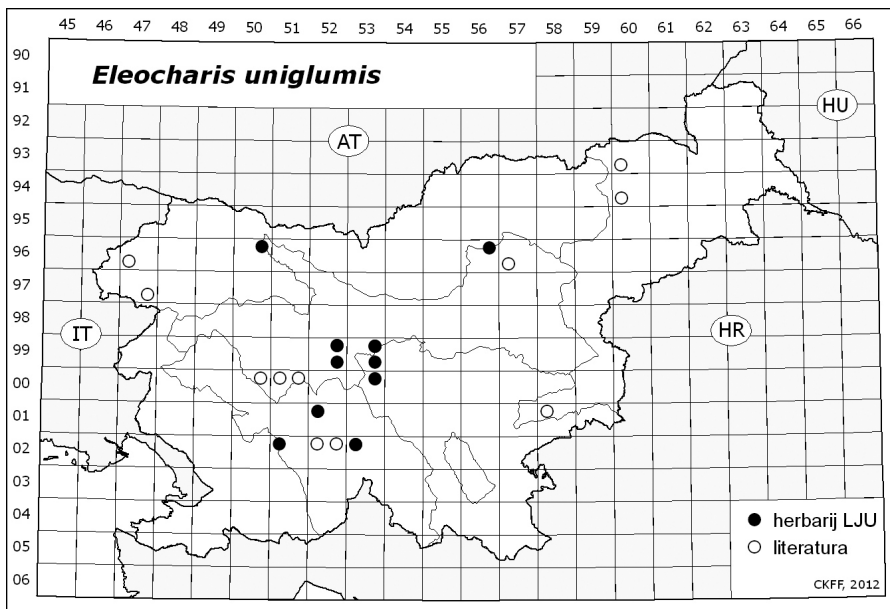 45 46 47 48 49 50 51 52 53 54 55 56 57 58 59 60 61 62 63 64 65 66
90
Eleocharis uniglumis
91
HU
92
AT
93
94
95
96
97
98
IT
HR
99
00
01
02
03
04
herbarij LJU
05
literatura
06
CKFF, 2012